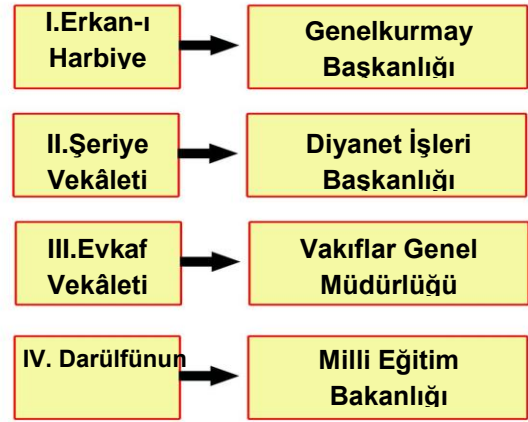 I.Erkan-ı
Harbiye
Genelkurmay
Başkanlığı
II.Şeriye
Vekâleti
Diyanet İşleri
Başkanlığı
III.Evkaf
Vekâleti
Vakıflar Genel
Müdürlüğü
IV. Darülfünun
Milli Eğitim
Bakanlığı